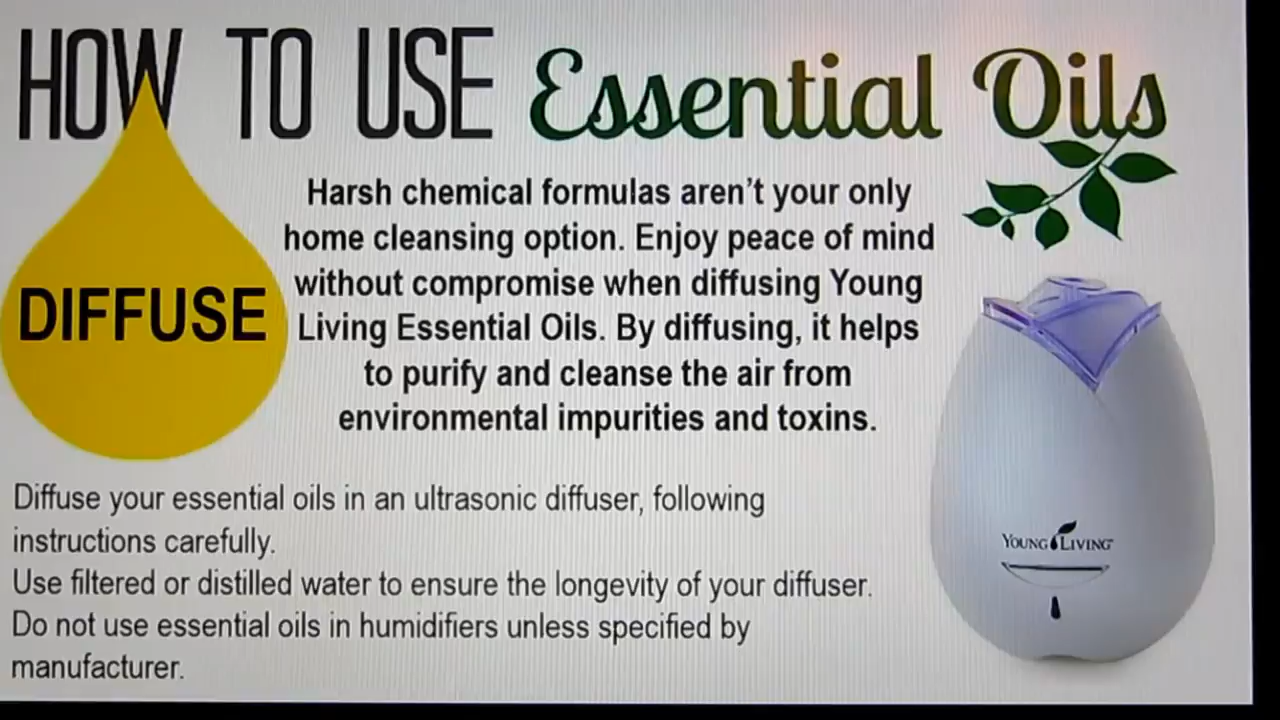 HOW TO USE Essential Oils
DIFFUSE
Harsh chemical formulas aren't your only
home cleansing option. Enjoy peace of mind
without compromise when diffusing Young
Living Essential Oils. By diffusing, it helps
to purify and cleanse the air from
environmental impurities and toxins.
Diffuse your essential oils in an ultrasonic diffuser, following
instructions carefully.
Use filtered or distilled water to ensure the longevity of your diffuser.
Do not use essential oils in humidifiers unless specified by
manufacturer.
YOUNG LIVING